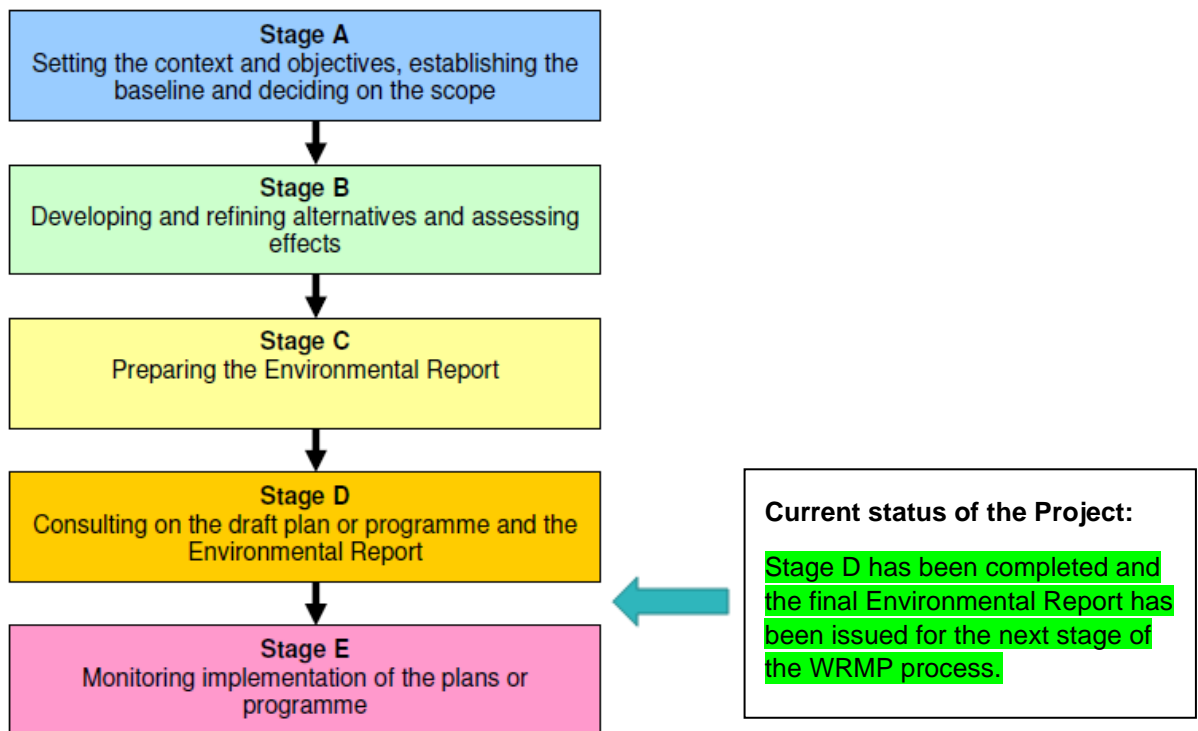 Stage A
Setting the context and objectives, establishing the
baseline and deciding on the scope
Stage B
Developing and refining alternatives and assessing
effects
Stage C
Preparing the Environmental Report
Stage D
Consulting on the draft plan or programme and the
Environmental Report
Stage E
Monitoring implementation of the plans or
programme
Current status of the Project:
Stage D has been completed and
the final Environmental Report has
been issued for the next stage of
the WRMP process.